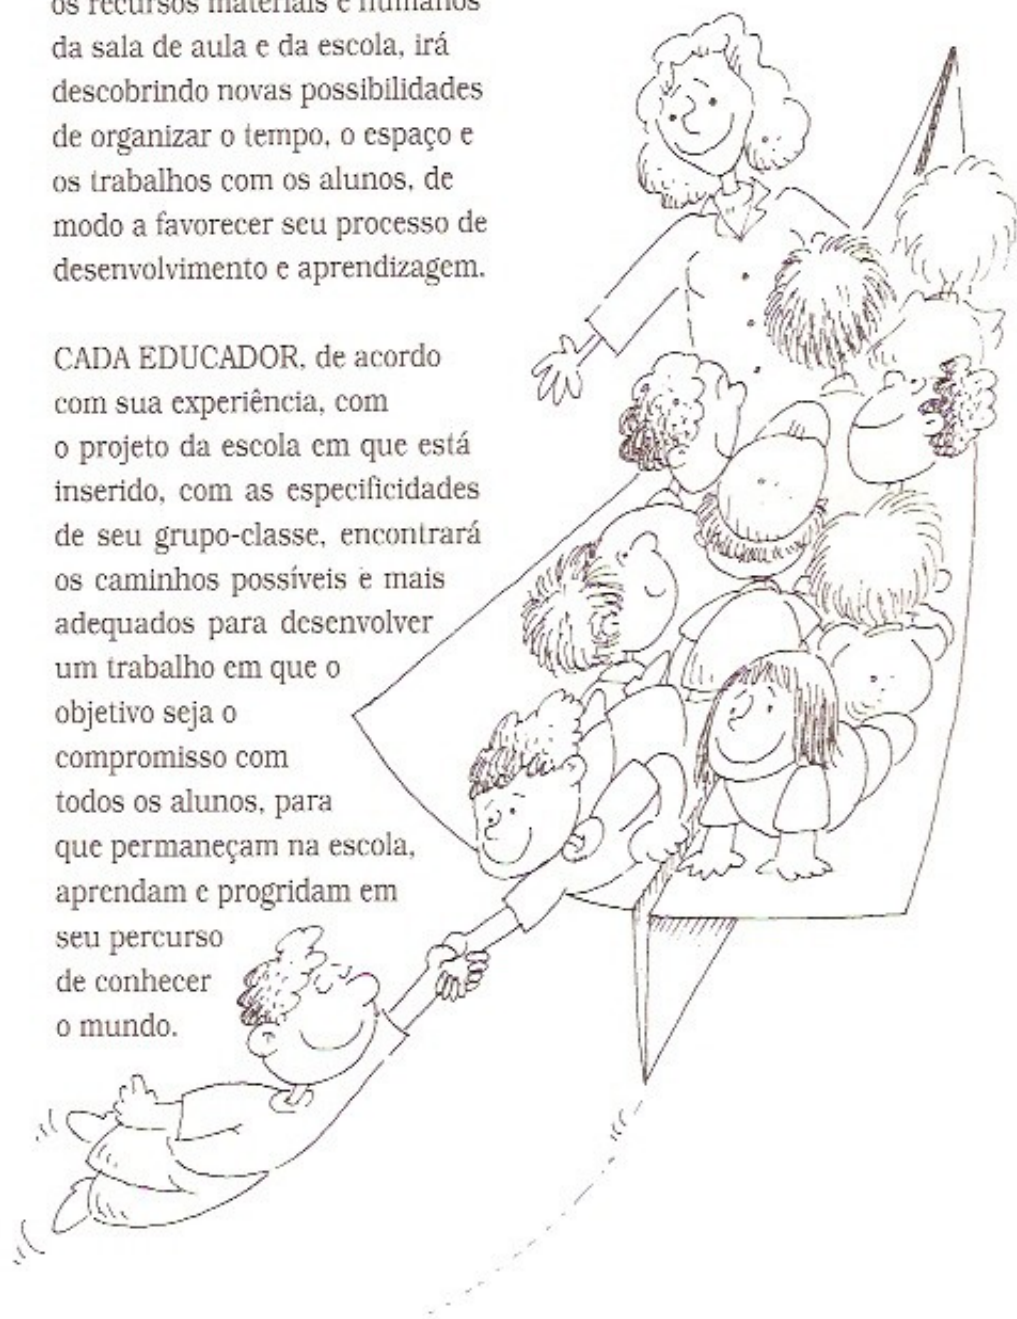 os recursos materiais e humanos
da sala de aula e da escola, irá
descobrindo novas possibilidades
de organizar o tempo, o espaço e
os trabalhos com os alunos, de
modo a favorecer seu processo de
desenvolvimento e aprendizagem.
CADA EDUCADOR, de acordo
com sua experiência, com
o projeto da escola em que está
inserido, com as especificidades
de seu grupo-classe, encontrará
os caminhos possíveis e mais
adequados para desenvolver
um trabalho em que o
objetivo seja o
compromisso com
todos os alunos, para
que permaneçam na escola,
aprendam e progridam em
seu percurso
de conhecer
o mundo.